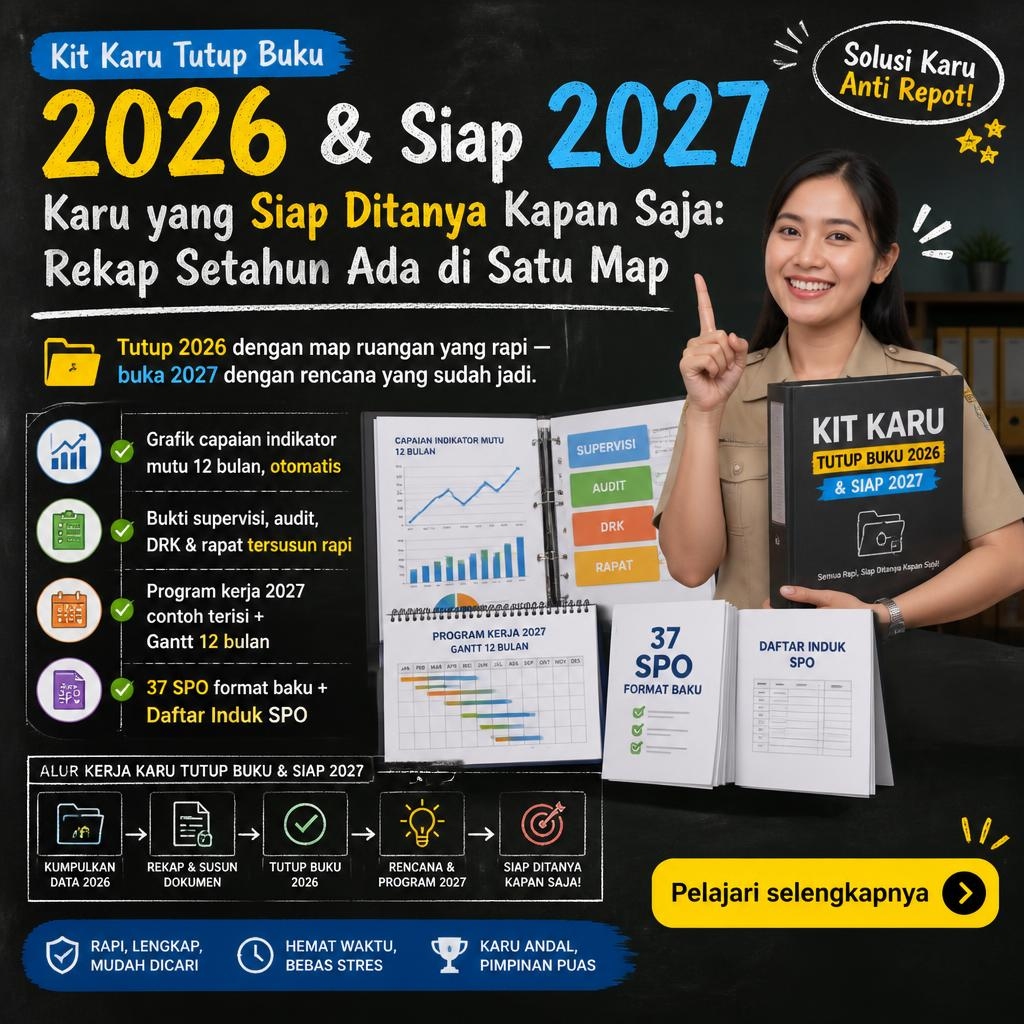 Kit Karu Tutup Buku
Solusi Karu
Anti Repot!
2026 & Siap 2027
Karu yang Siap Ditanya Kapan Saja:
Rekap Setahun Ada di Satu Map
Tutup 2026 dengan map ruangan yang rapi —
buka 2027 dengan rencana yang sudah jadi.
Grafik capaian indikator
mutu 12 bulan, otomatis
Bukti supervisi, audit,
DRK & rapat tersusun rapi
Program kerja 2027
contoh terisi +
Gantt 12 bulan
37 SPO format baku +
Daftar Induk SPO
CAPAIAN INDIKATOR MUTU
12 BULAN
SUPERVISI
AUDIT
DRK
RAPAT
KIT KARU
TUTUP BUKU 2026
& SIAP 2027
Semua Rapi, Siap Ditanya Kapan Saja!
PROGRAM KERJA 2027
GANTT 12 BULAN
37
SPO
FORMAT BAKU
DAFTAR INDUK
SPO
ALUR KERJA KARU TUTUP BUKU & SIAP 2027
KUMPULKAN
DATA 2026
REKAP & SUSUN
DOKUMEN
TUTUP BUKU
2026
RENCANA &
PROGRAM 2027
SIAP DITANYA
KAPAN SAJA!
Pelajari selengkapnya
RAPI, LENGKAP,
MUDAH DICARI
HEMAT WAKTU,
BEBAS STRES
KARU ANDAL,
PIMPINAN PUAS